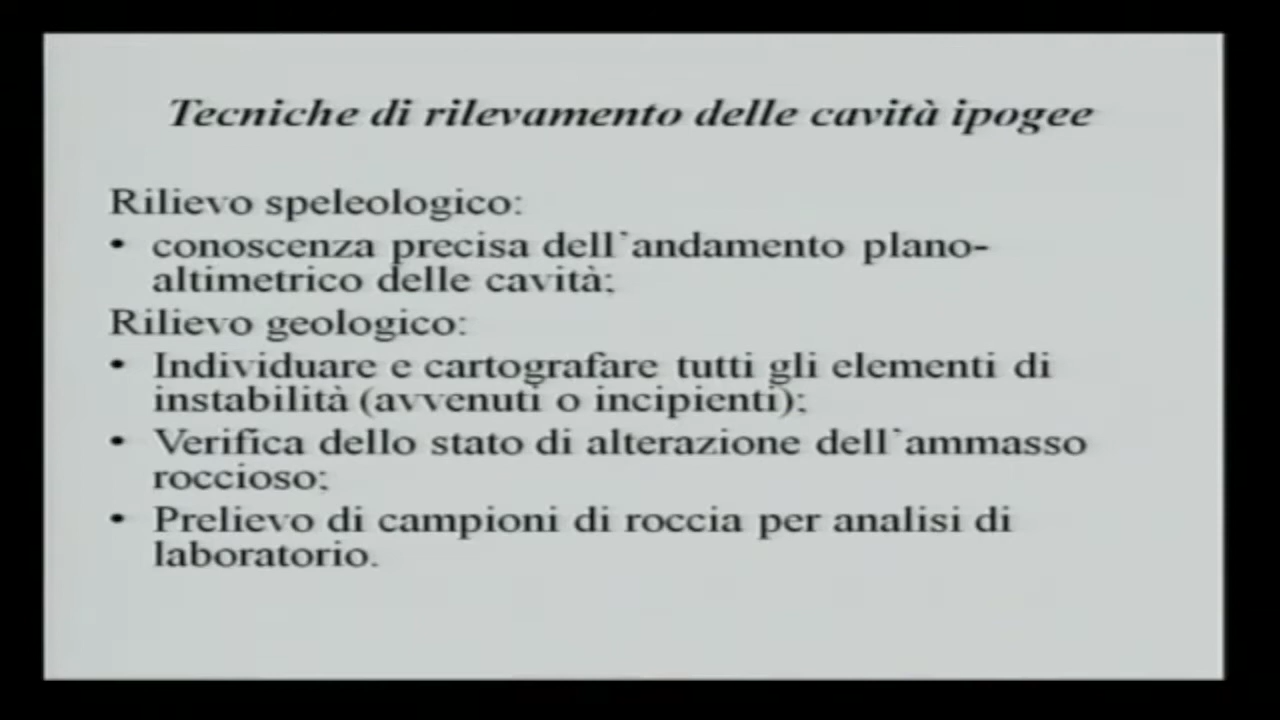 Tecniche di rilevamento delle cavità ipogee
Rilievo speleologico:
• conoscenza precisa dell'andamento plano-
altimetrico delle cavità;
Rilievo geologico:
• Individuare e cartografare tutti gli elementi di
instabilità (avvenuti o incipienti);
• Verifica dello stato di alterazione dell'ammasso
roccioso;
• Prelievo di campioni di roccia per analisi di
laboratorio.